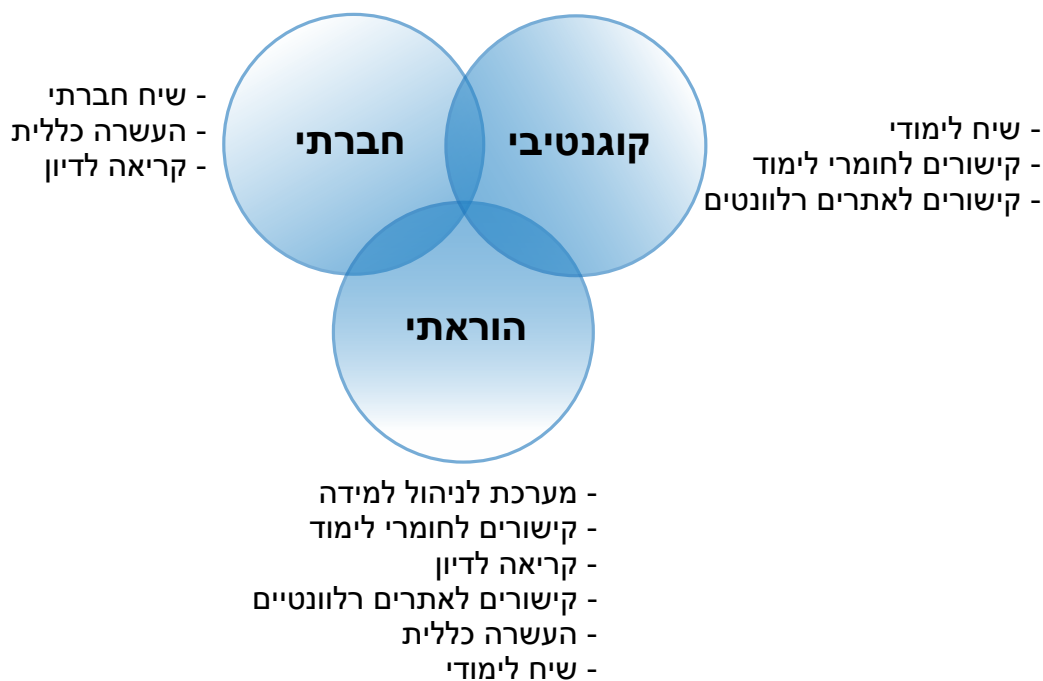 קוגנטיבי
- שיח לימודי
- קישורים לחומרי לימוד
- קישורים לאתרים רלוונטים
חברתי
- שיח חברתי
- העשרה כללית
- קריאה לדיון
הוראתי
- מערכת לניהול למידה
- קישורים לחומרי לימוד
- קריאה לדיון
- קישורים לאתרים רלוונטיים
- העשרה כללית
- שיח לימודי